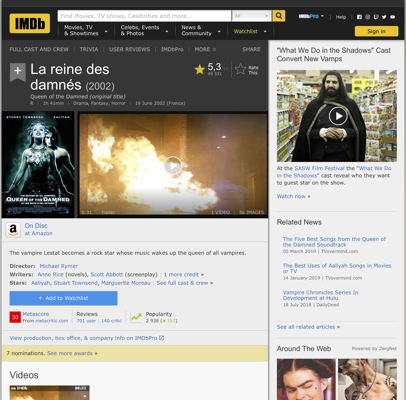 IMDb
Find Movies, TV shows, Celebrities and more...
All
Movies, TV & Showtimes
Celebs, Events & Photos
News & Community
Watchlist
IMDbPro
Help
Sign in
FULL CAST AND CREW | TRIVIA | USER REVIEWS | IMDbPro | MORE
SHARE
+
La reine des damnés (2002)
Queen of the Damned (original title)
R | 1h 41min | Drama, Fantasy, Horror | 19 June 2002 (France)
5,3
Rate This
STUART TOWNSEND AALIYAH
QUEEN OF THE DAMNED
Trailer
1 VIDEO | 56 IMAGES
On Disc
at Amazon
The vampire Lestat becomes a rock star whose music wakes up the queen of all vampires.
Director: Michael Rymer
Writers: Anne Rice (novels), Scott Abbott (screenplay) | 1 more credit »
Stars: Aaliyah, Stuart Townsend, Marguerite Moreau | See full cast & crew »
+ Add to Watchlist
30
Metascore
From metacritic.com
Reviews
701 user | 140 critic
Popularity
2 938
View production, box office, & company info on IMDbPro
7 nominations. See more awards »
Videos
"What We Do in the Shadows" Cast
Convert New Vamps
At the SXSW Film Festival the "What We
Do in the Shadows" cast reveal who they
want to guest star on the show.
Watch now »
Related News
The Five Best Songs from the Queen of
the Damned Soundtrack
05 March 2019 | Thisvermal.com
The Best Uses of Aaliyah Songs in Movies
or TV
14 January 2019 |
Vampire Chronicles Series In
Development at Hulu
18 July 2018 | DailyDead
See all related articles »
Around The Web
Powered by ZergNet